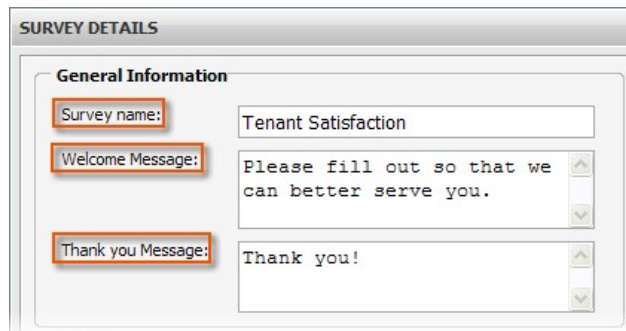 SURVEY DETAILS
General Information
Survey name:
Tenant Satisfaction
Welcome Message:
Please fill out so that we
can better serve you.
Thank you Message:
Thank you!